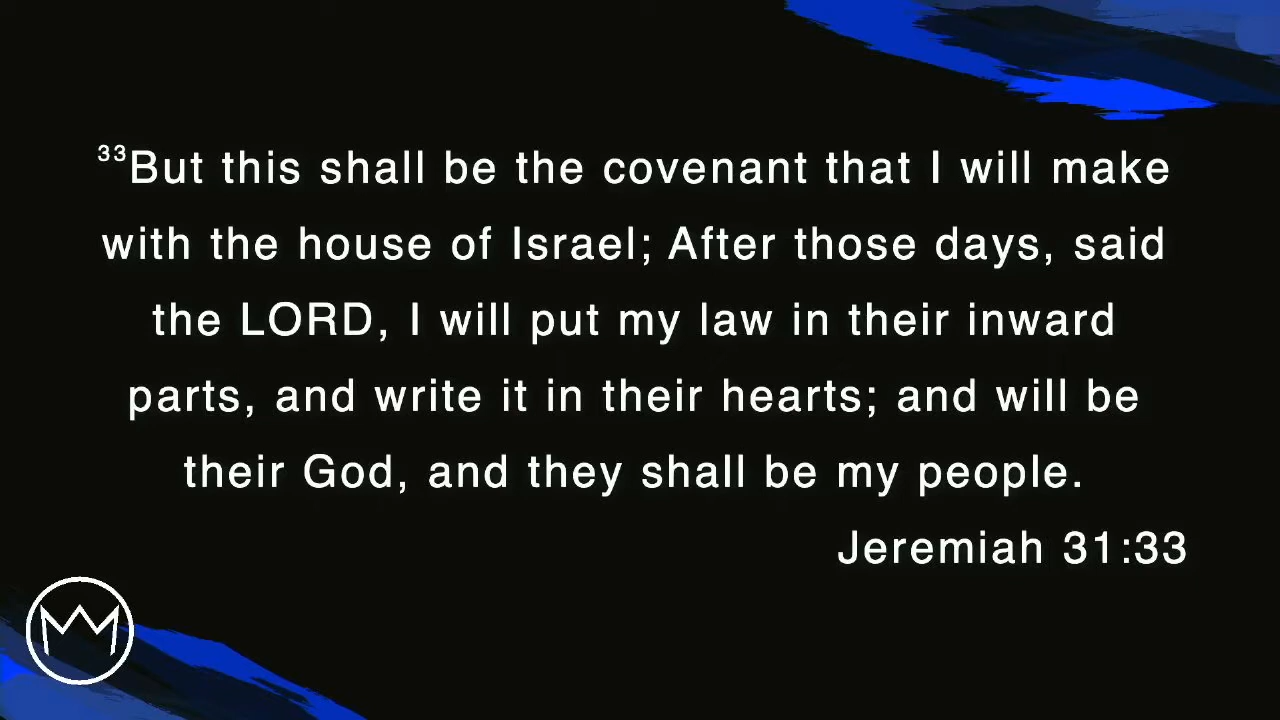 33But this shall be the covenant that I will make
with the house of Israel; After those days, said
the LORD, I will put my law in their inward
parts, and write it in their hearts; and will be
their God, and they shall be my people.
Jeremiah 31:33